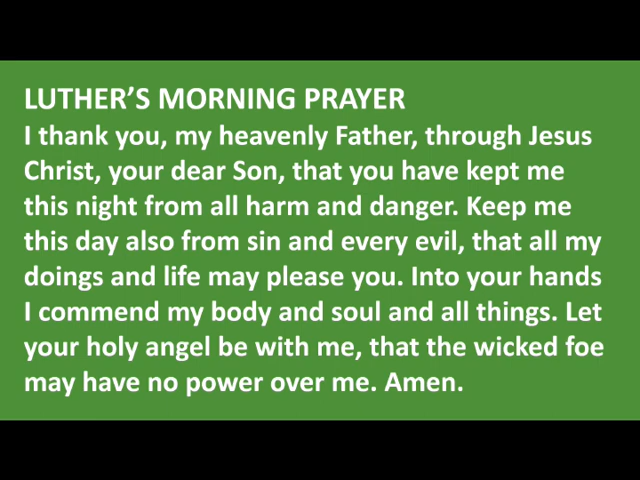 LUTHER’S MORNING PRAYER
I thank you, my heavenly Father, through Jesus
Christ, your dear Son, that you have kept me
this night from all harm and danger. Keep me
this day also from sin and every evil, that all my
doings and life may please you. Into your hands
I commend my body and soul and all things. Let
your holy angel be with me, that the wicked foe
may have no power over me. Amen.